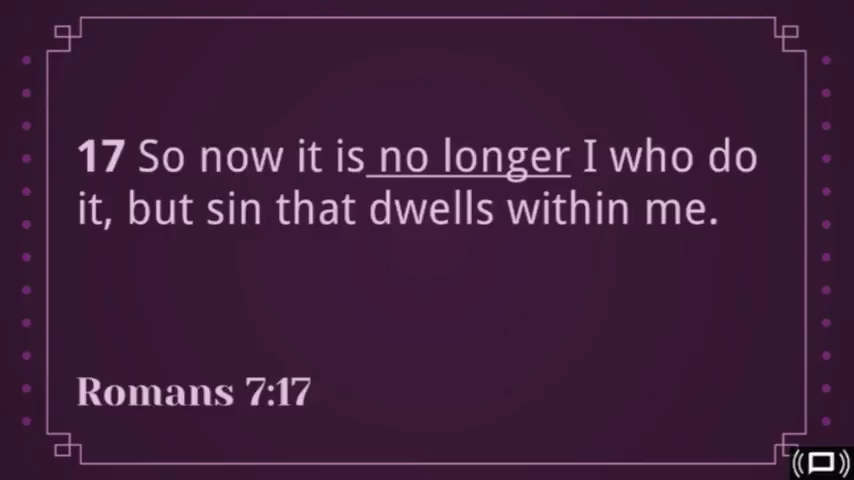 17 So now it is no longer I who do
it, but sin that dwells within me.
Romans 7:17